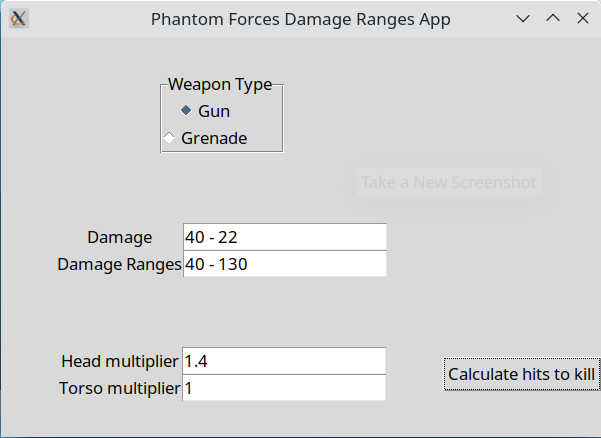 Phantom Forces Damage Ranges App
Weapon Type
Gun
Grenade
Take a New Screenshot
Damage 40 - 22
Damage Ranges 40 - 130
Head multiplier 1.4
Torso multiplier 1
Calculate hits to kill